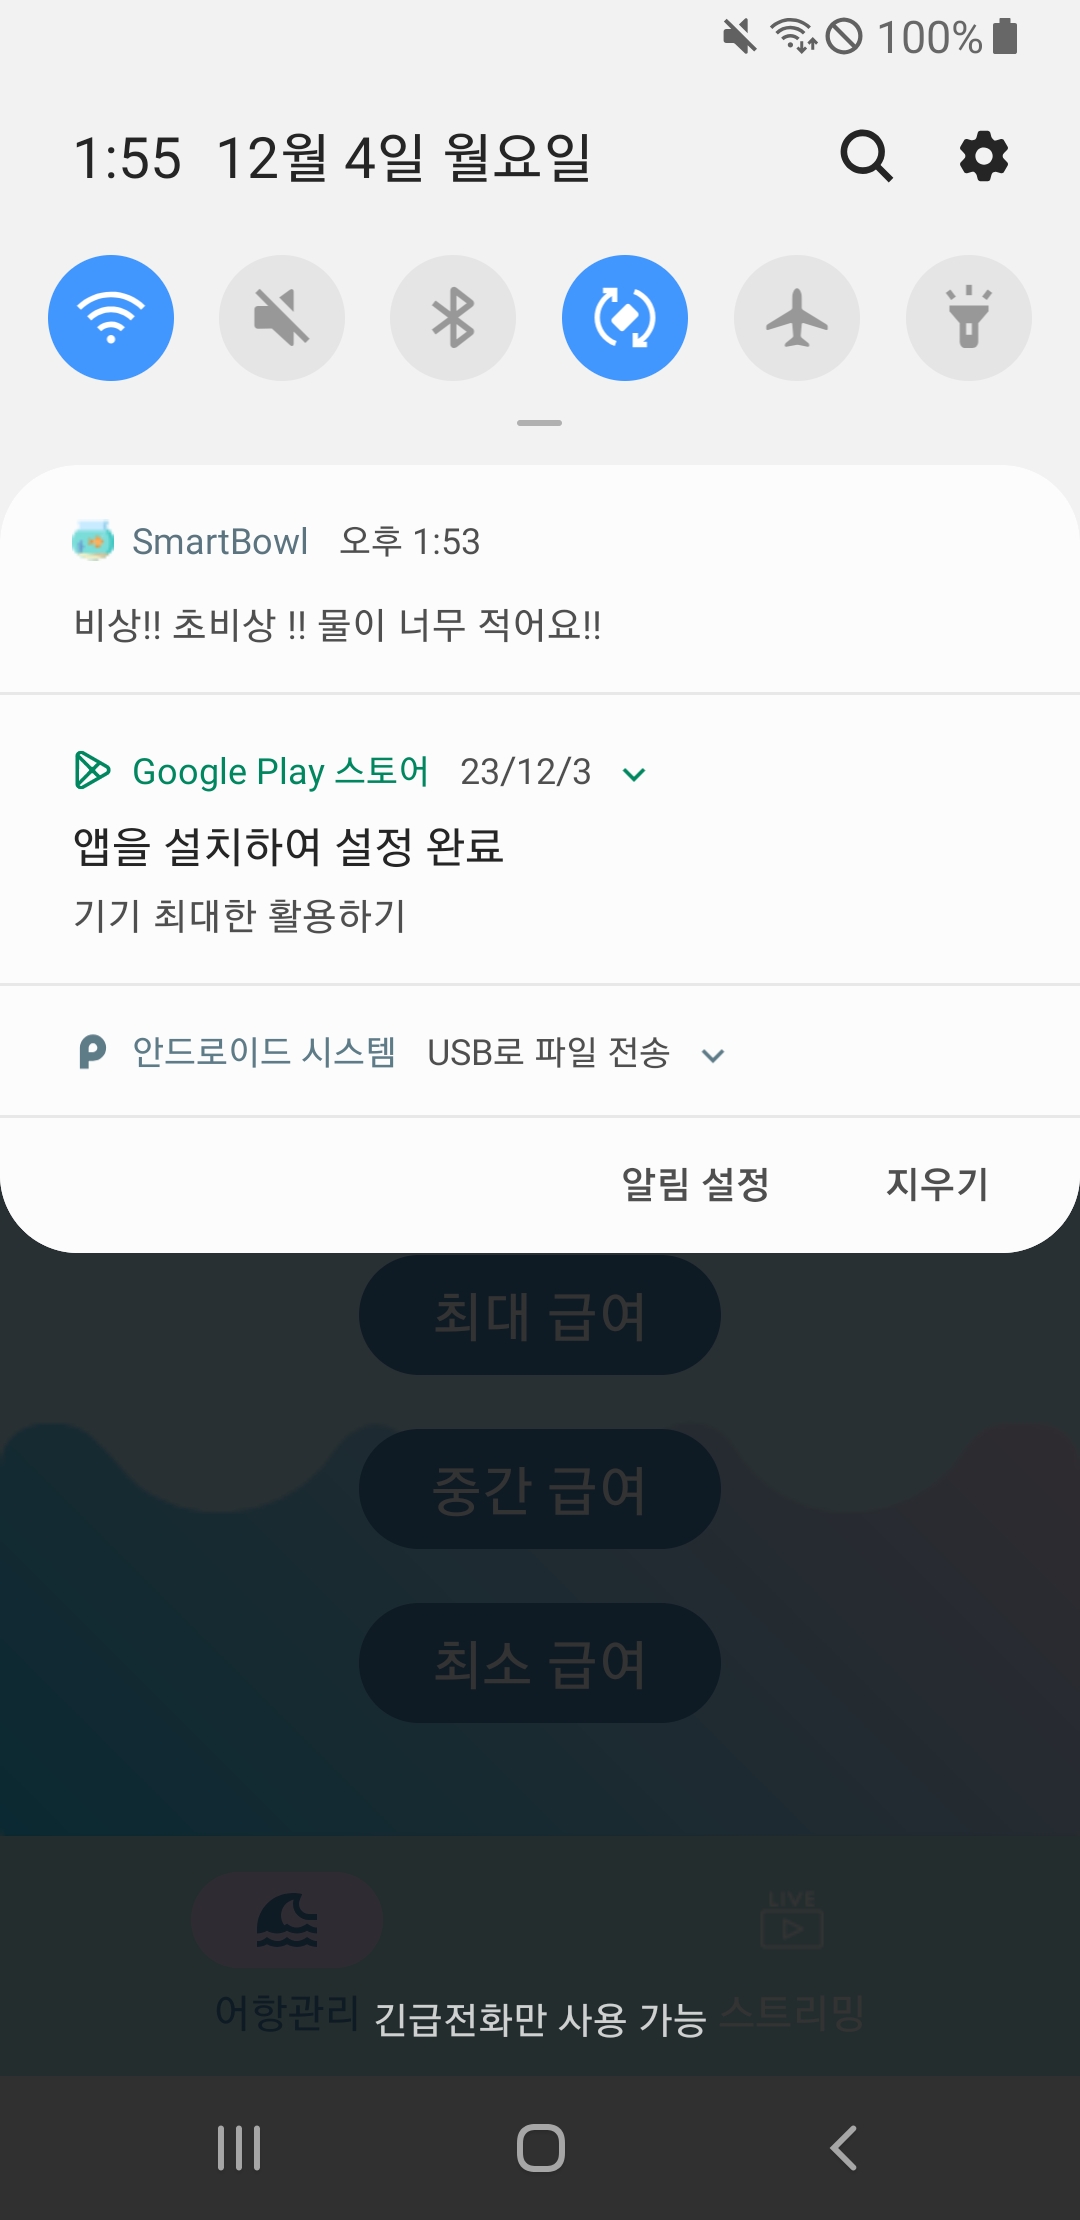 100%
1:55 12월 4일 월요일
SmartBowl 오후 1:53
비상!! 초비상 !! 물이 너무 적어요!!
Google Play 스토어 23/12/3
앱을 설치하여 설정 완료
기기 최대한 활용하기
안드로이드 시스템 USB로 파일 전송
알림 설정 지우기
최대 급여
중간 급여
최소 급여
LIVE
어항관리 긴급전화만 사용 가능 스트리밍